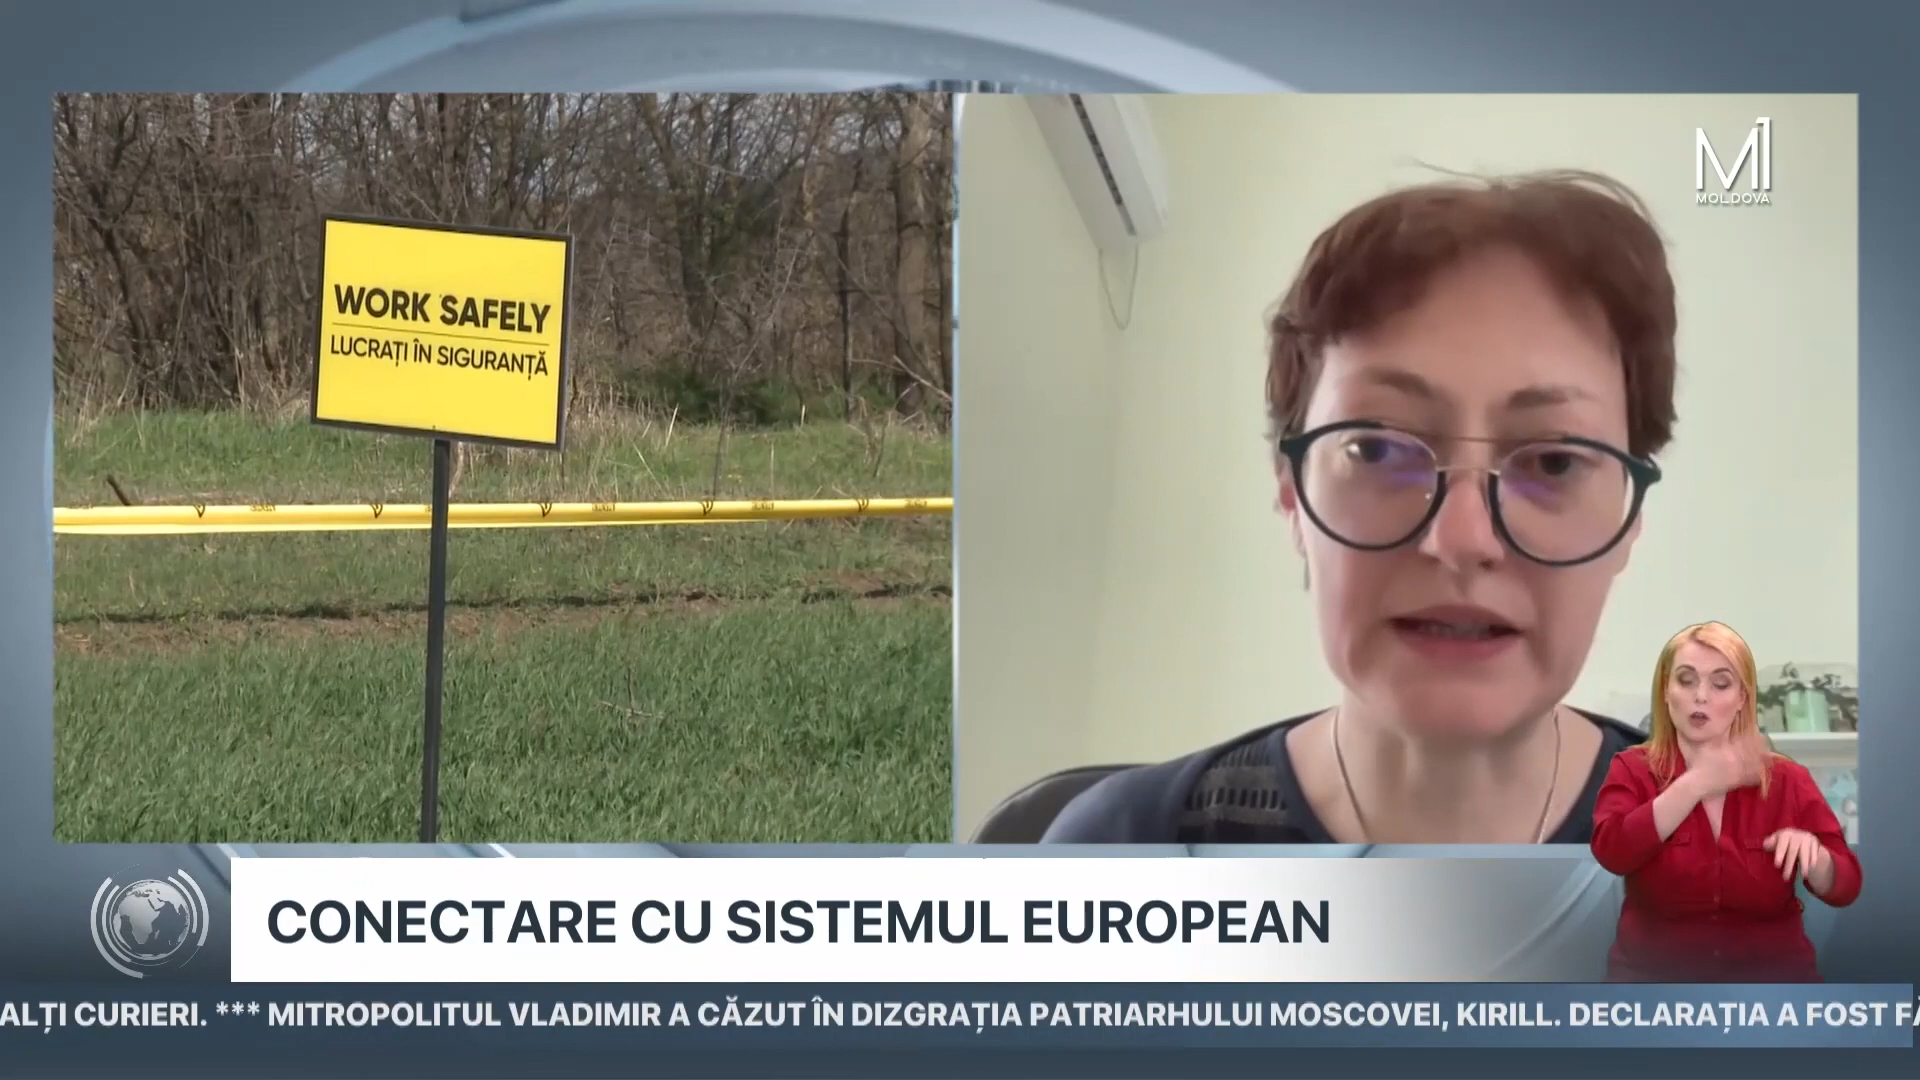 M1
MOLDOVA
WORK SAFELY
LUCRAȚI ÎN SIGURANȚĂ
CONECTARE CU SISTEMUL EUROPEAN
ALȚI CURIERI. *** MITROPOLITUL VLADIMIR A CĂZUT ÎN DIZGRAȚIA PATRIARHULUI MOSCOVEI, KIRILL. DECLARAȚIA A FOST FĂ